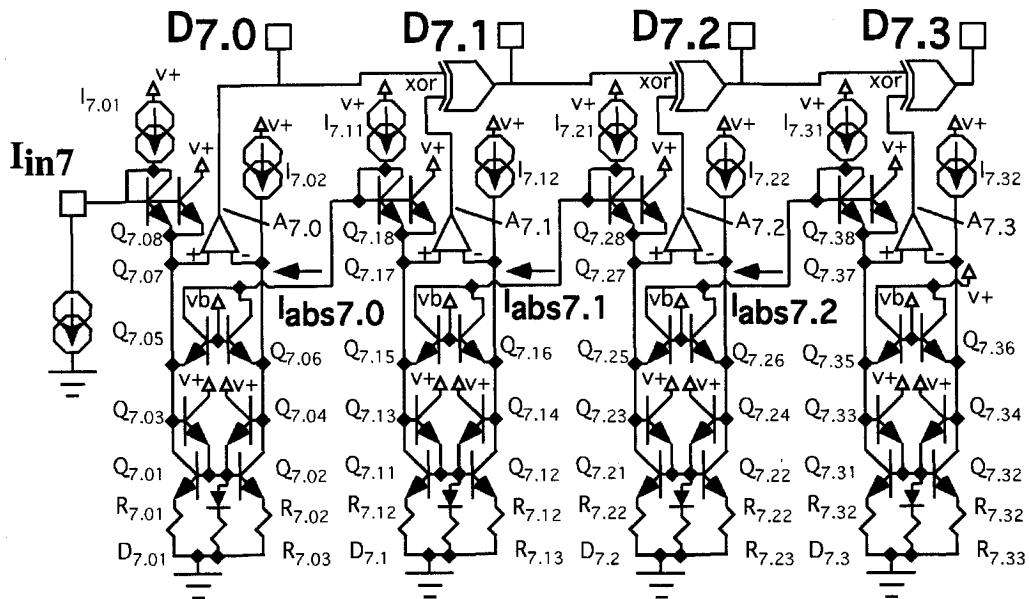 D7.0 D7.1 D7.2 D7.3
xor xor xor
I7.01 v+ v+ I7.11 v+ v+ I7.21 v+ v+ I7.31 v+ v+
Iin7 v+ I7.02 v+ I7.12 v+ I7.22 v+ I7.32
Q7.08 A7.0 Q7.18 A7.1 Q7.28 A7.2 Q7.38 A7.3
Q7.07 + - Q7.17 + - Q7.27 + - Q7.37 + -
vb Iabs7.0 vb Iabs7.1 vb Iabs7.2 vb v+
Q7.05 Q7.06 Q7.15 Q7.16 Q7.25 Q7.26 Q7.35 Q7.36
v+ v+ v+ v+ v+ v+ v+ v+
Q7.03 Q7.04 Q7.13 Q7.14 Q7.23 Q7.24 Q7.33 Q7.34
Q7.01 Q7.02 Q7.11 Q7.12 Q7.21 Q7.22 Q7.31 Q7.32
R7.01 R7.02 R7.12 R7.12 R7.22 R7.22 R7.32 R7.32
D7.01 R7.03 D7.1 R7.13 D7.2 R7.23 D7.3 R7.33